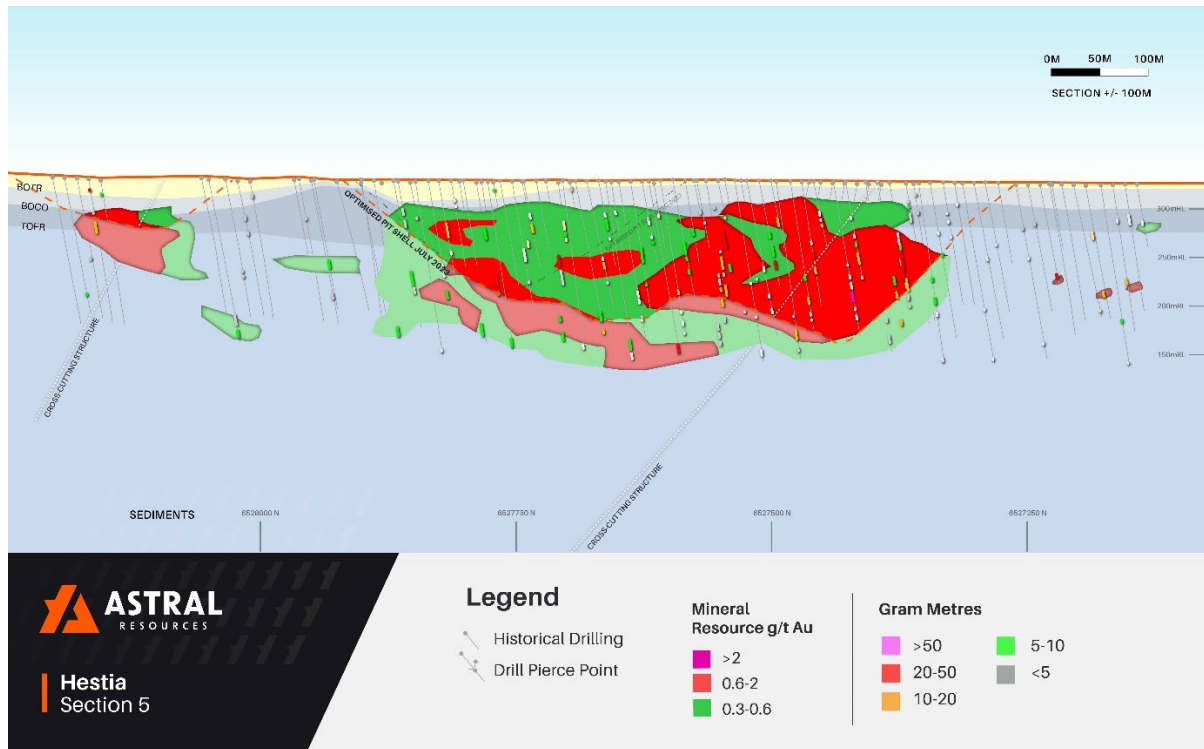 0M 50M 100M
SECTION +/- 100M
BOTR
BOCO
TOFR
OPTIMISED PIT SHELL JULY 2023
300mRL
250mRL
200mRL
150mRL
CROSS-CUTTING STRUCTURE
CROSS-CUTTING STRUCTURE
SEDIMENTS
6528000 N
6527750 N
6527500 N
6527250 N
ASTRAL
RESOURCES
Hestia
Section 5
Legend
Historical Drilling
Drill Pierce Point
Mineral
Resource g/t Au
>2
0.6-2
0.3-0.6
Gram Metres
>50
20-50
10-20
5-10
<5